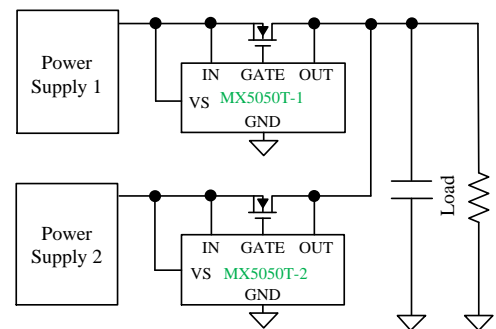 Power
Supply 1
IN GATE OUT
VS MX5050T-1
GND
Power
Supply 2
IN GATE OUT
VS MX5050T-2
GND
Load